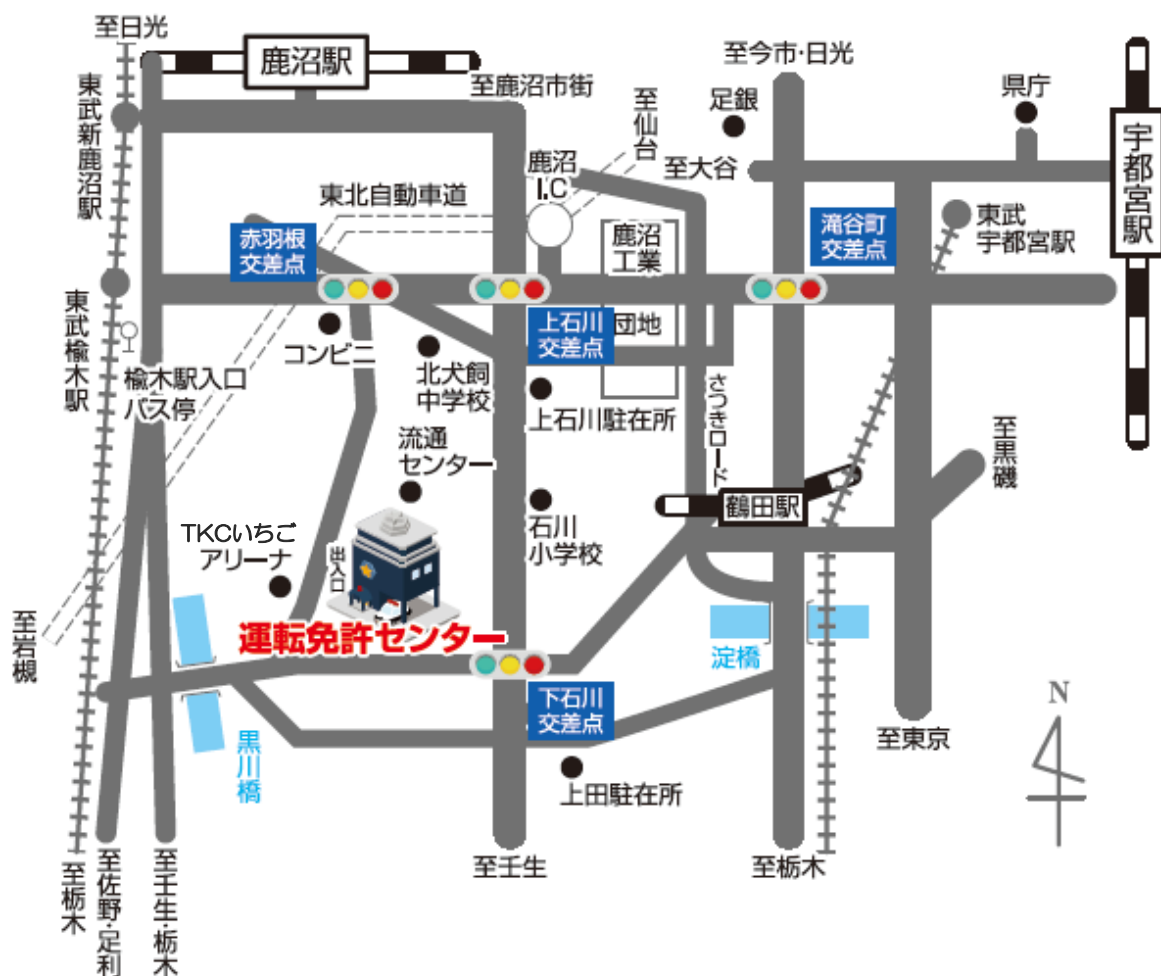 至日光
鹿沼駅
至鹿沼市街
至今市・日光
足銀
県庁
宇都宮駅
東武新鹿沼駅
至仙台
鹿沼
I.C
至大谷
東北自動車道
赤羽根
交差点
鹿沼
工業
団地
滝谷町
交差点
東武
宇都宮駅
上石川
交差点
コンビニ
北犬飼
中学校
東武楡木駅
楡木駅入口
バス停
上石川駐在所
さつきロード
流通
センター
至黒磯
鶴田駅
石川
小学校
TKCいちご
アリーナ
出入口
至岩槻
運転免許センター
淀橋
下石川
交差点
黒川橋
至東京
N
上田駐在所
至壬生
至栃木
至栃木
至佐野・足利
至壬生・栃木